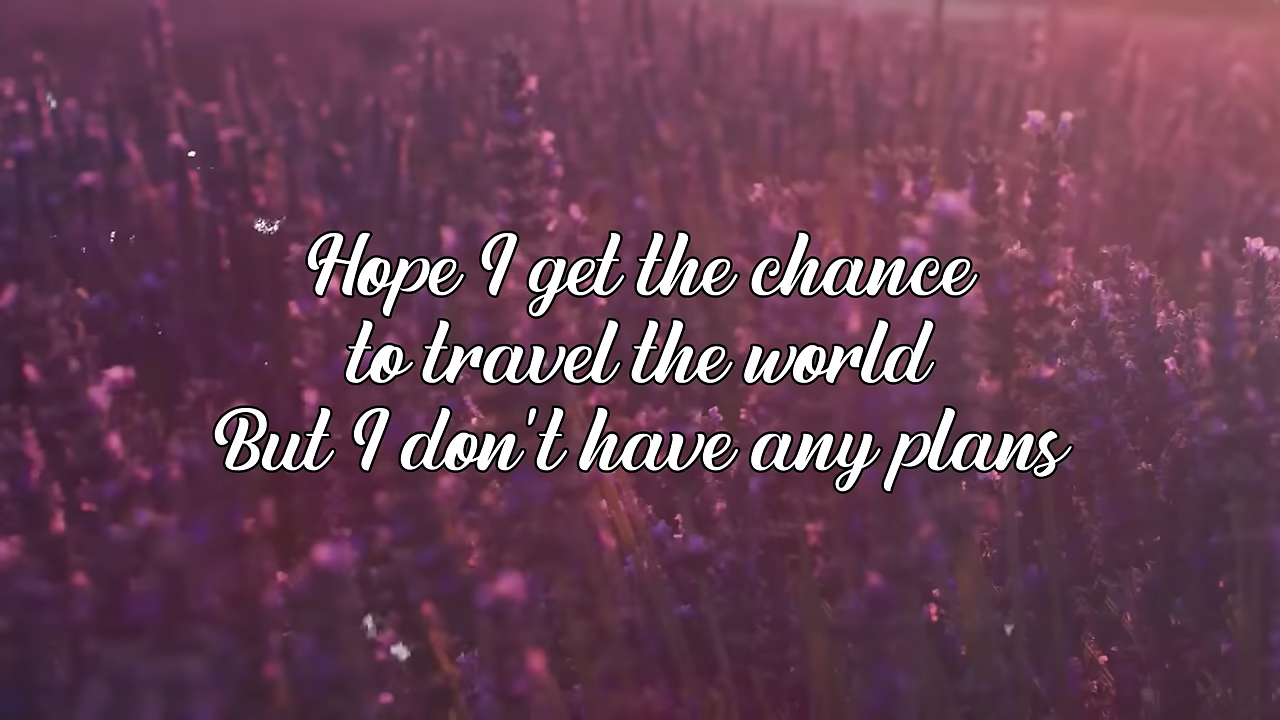 Hope I get the chance
to travel the world
But I don't have any plans